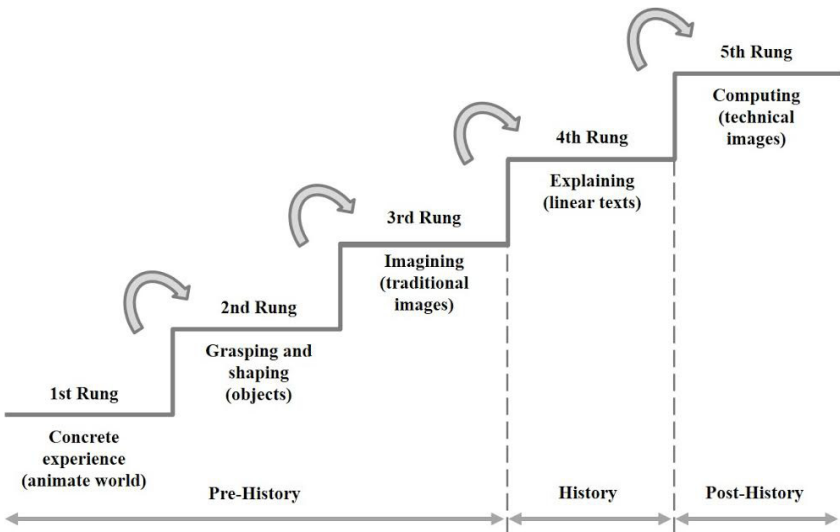 1st Rung
Concrete
experience
(animate world)
2nd Rung
Grasping and
shaping
(objects)
3rd Rung
Imagining
(traditional
images)
4th Rung
Explaining
(linear texts)
5th Rung
Computing
(technical
images)
Pre-History
History
Post-History